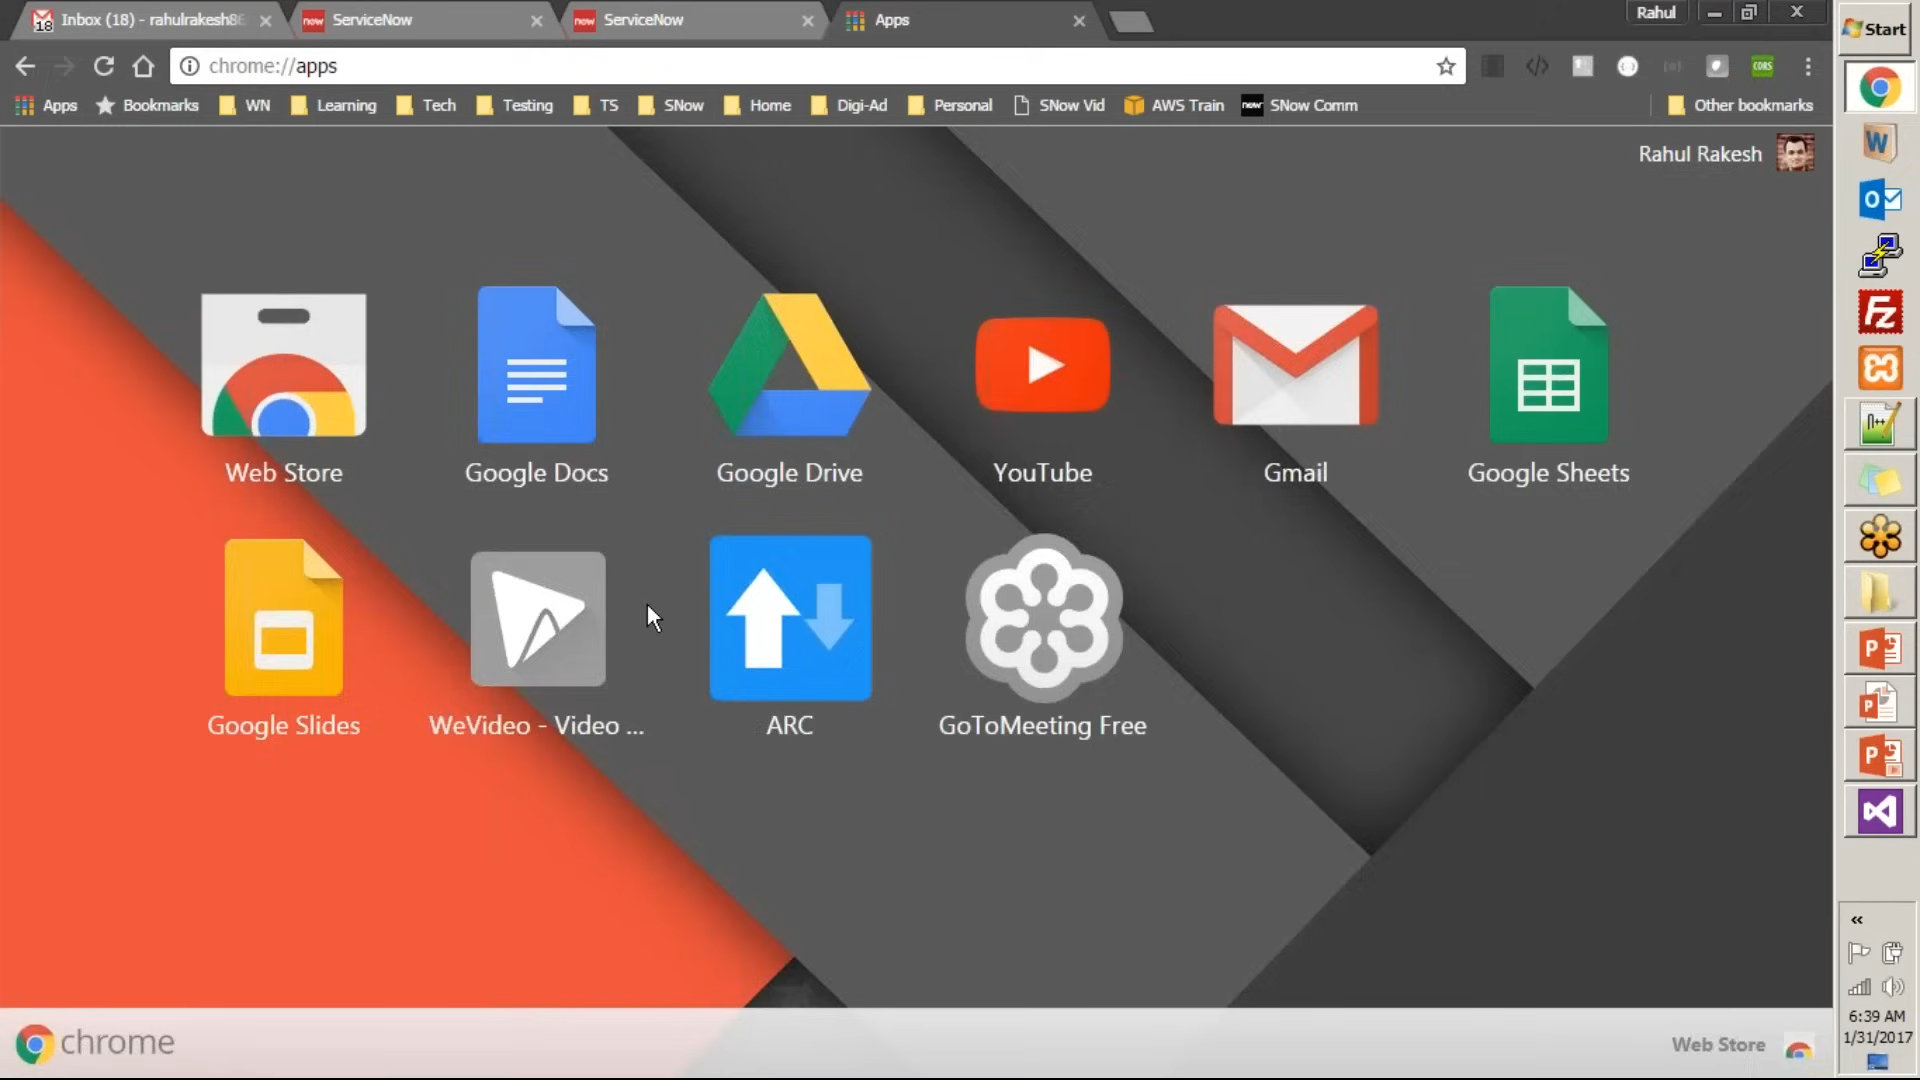 Inbox (18) - rahulrakesh86
ServiceNow
ServiceNow
Apps
Rahul
Start
chrome://apps
Apps
Bookmarks
WN
Learning
Tech
Testing
TS
SNow
Home
Digi-Ad
Personal
SNow Vid
AWS Train
SNow Comm
Other bookmarks
Rahul Rakesh
Web Store
Google Docs
Google Drive
YouTube
Gmail
Google Sheets
Google Slides
WeVideo - Video ...
ARC
GoToMeeting Free
6:39 AM
1/31/2017
chrome
Web Store